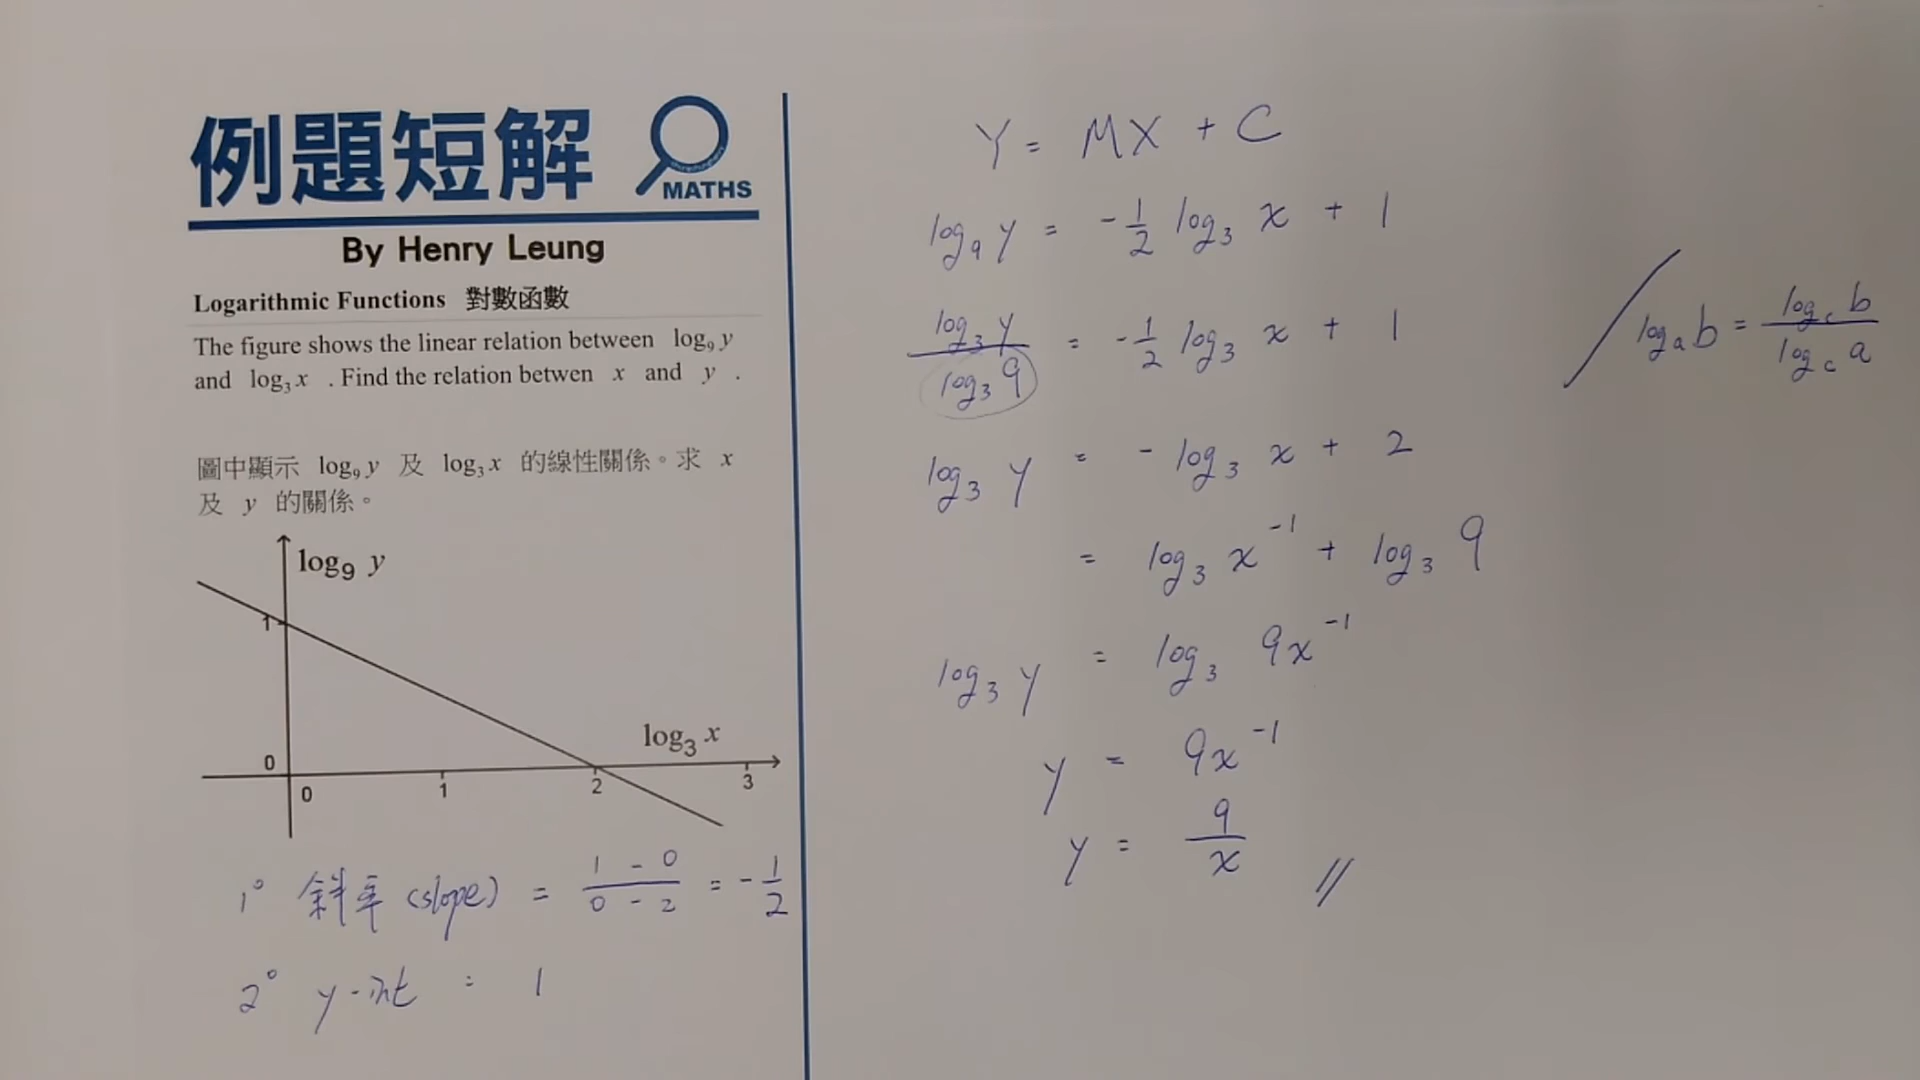 例題短解
MATHS
By Henry Leung
Logarithmic Functions 對數函數
The figure shows the linear relation between log₉ y
and log₃ x . Find the relation betwen x and y .
圖中顯示 log₉ y 及 log₃ x 的線性關係。求 x
及 y 的關係。
log₉ y
1
log₃ x
0
0 1 2 3
1° 斜率 (slope) = (1 - 0)/(0 - 2) = -1/2
2° y-int = 1
Y = MX + C
log₉ y = -1/2 log₃ x + 1
log₃ y / log₃ 9 = -1/2 log₃ x + 1
log₃ y = - log₃ x + 2
= log₃ x⁻¹ + log₃ 9
log₃ y = log₃ 9x⁻¹
y = 9x⁻¹
y = 9/x //
logₐ b = log_c b / log_c a